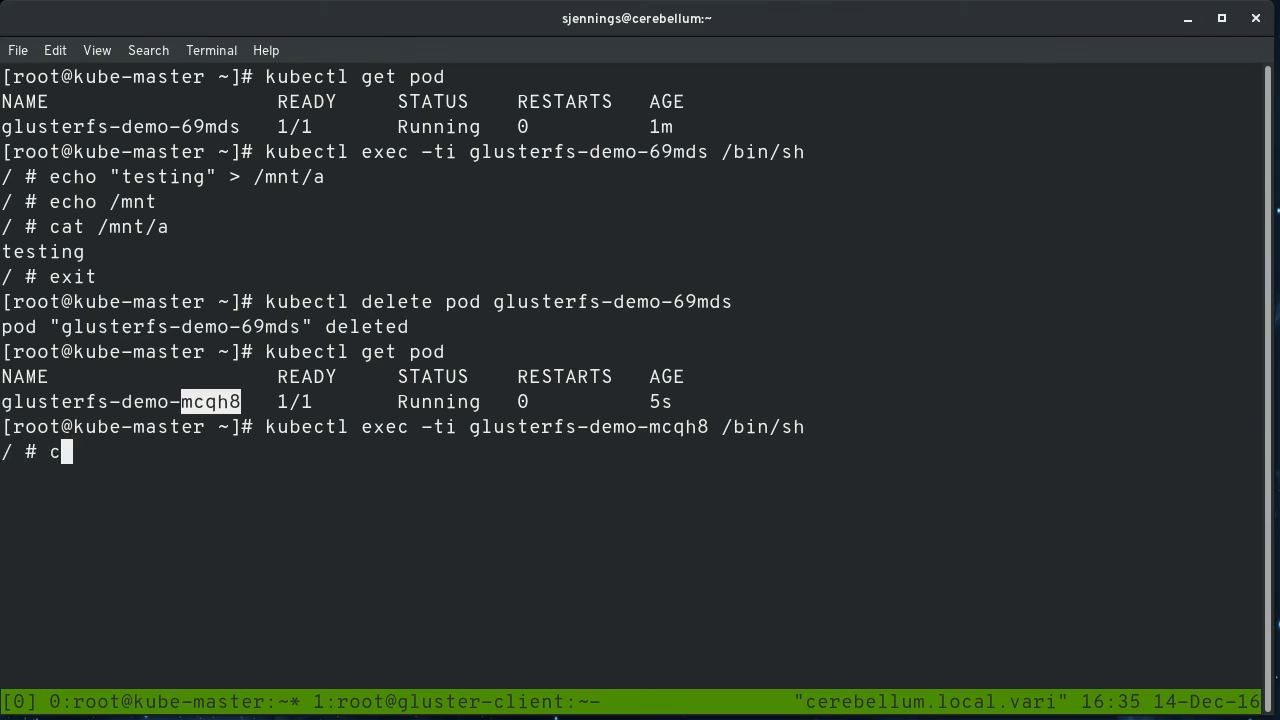 sjennings@cerebellum:~
File Edit View Search Terminal Help
[root@kube-master ~]# kubectl get pod
NAME READY STATUS RESTARTS AGE
glusterfs-demo-69mds 1/1 Running 0 1m
[root@kube-master ~]# kubectl exec -ti glusterfs-demo-69mds /bin/sh
/ # echo "testing" > /mnt/a
/ # echo /mnt
/ # cat /mnt/a
testing
/ # exit
[root@kube-master ~]# kubectl delete pod glusterfs-demo-69mds
pod "glusterfs-demo-69mds" deleted
[root@kube-master ~]# kubectl get pod
NAME READY STATUS RESTARTS AGE
glusterfs-demo-mcqh8 1/1 Running 0 5s
[root@kube-master ~]# kubectl exec -ti glusterfs-demo-mcqh8 /bin/sh
/ # c
[0] 0:root@kube-master:~* 1:root@gluster-client:~- "cerebellum.local.vari" 16:35 14-Dec-16